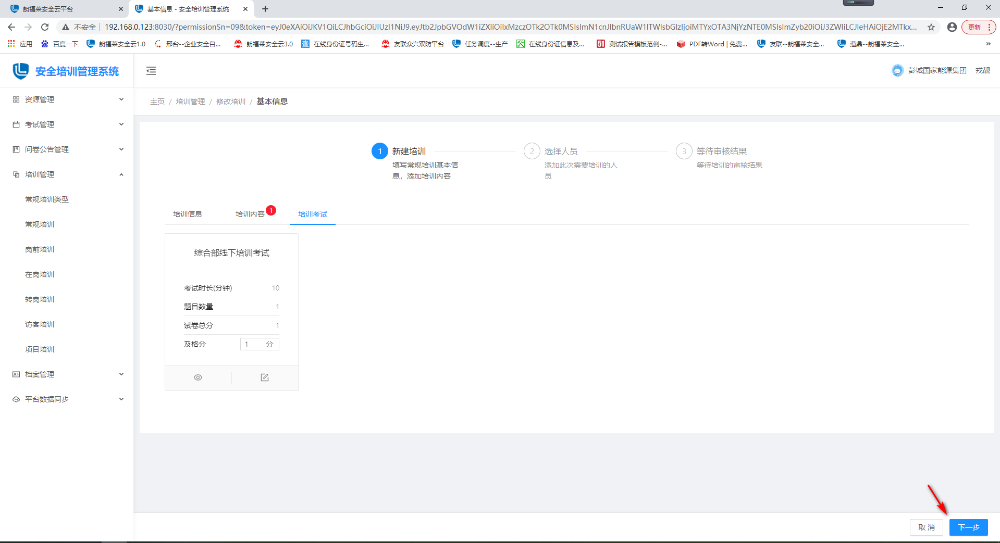 朗福莱安全云平台
基本信息 - 安全培训管理系统
不安全
192.168.0.123:8030/?permissionSn=09&token=eyJ0eXAiOiJKV1QiLCJhbGciOiJIUzI1NiJ9.eyJtb2JpbGVOdW1iZXIiOiIxMzczOTk2OTk0MSIsImN1cnJlbnRUaW1lTWlsbGlzIjoiMTYxOTA3NjYzNTE0MSIsImZyb20iOiJ3ZWIiLCJleHAiOjE2MTkx...
更新
应用
百度一下
朗福莱安全云1.0
邢台--企业安全自...
朗福莱安全云3.0
查
在线身份证号码生...
友联众兴双防平台
任务调度--生产
在线身份证信息及...
51
测试报告模板范例-...
PDF转Word | 免费...
友联--朗福莱安全...
蕴鼎--朗福莱安全...
»
安全培训管理系统
彭城国家能源集团
戎靓
资源管理
考试管理
问卷公告管理
培训管理
常规培训类型
常规培训
岗前培训
在岗培训
转岗培训
访客培训
项目培训
档案管理
平台数据同步
主页 / 培训管理 / 修改培训 / 基本信息
1 新建培训
填写常规培训基本信
息，添加培训内容
2 选择人员
添加此次需要培训的人
员
3 等待审核结果
等待培训的审核结果
培训信息
培训内容 1
培训考试
综合部线下培训考试
考试时长(分钟) 10
题目数量 1
试卷总分 1
及格分 1 分
取 消
下一步